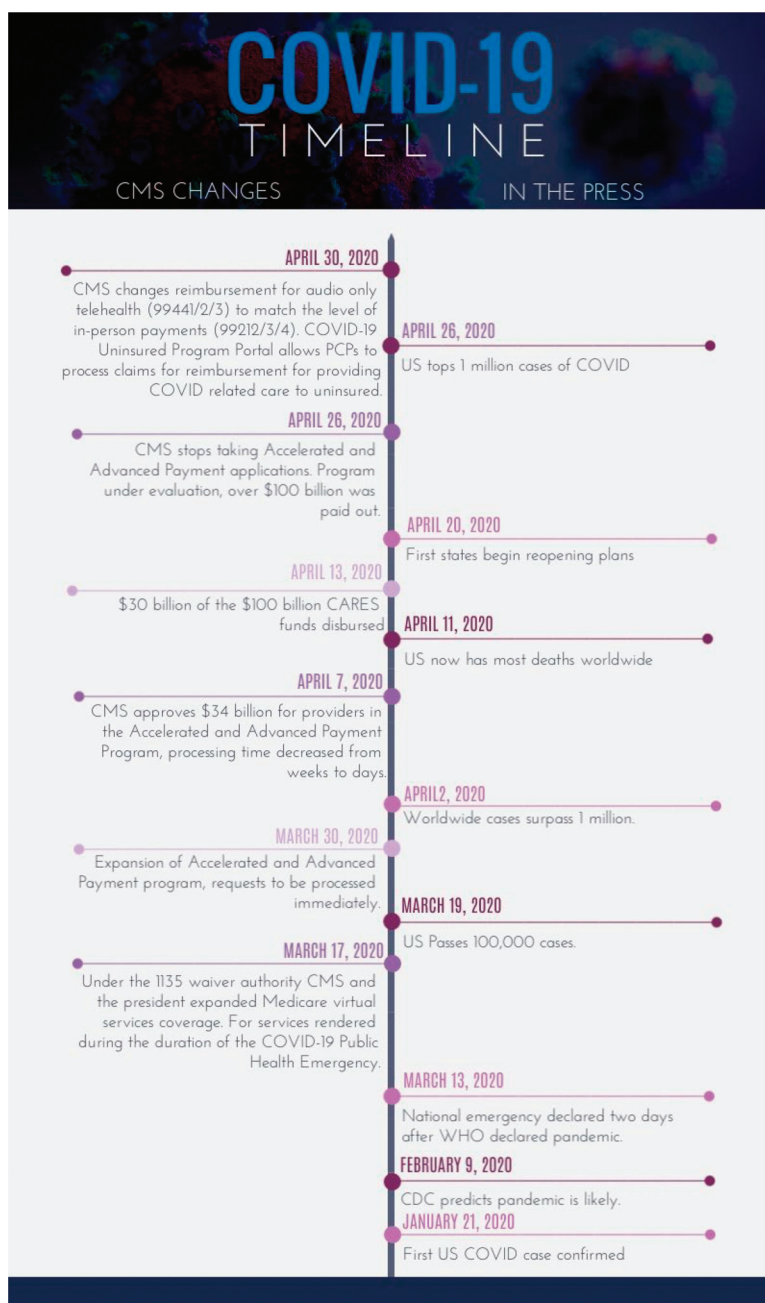 COVID-19
TIMELINE
CMS CHANGES
IN THE PRESS
APRIL 30, 2020
CMS changes reimbursement for audio only
telehealth (99441/2/3) to match the level of
in-person payments (99212/3/4). COVID-19
Uninsured Program Portal allows PCPs to
process claims for reimbursement for providing
COVID related care to uninsured.
APRIL 26, 2020
US tops 1 million cases of COVID
APRIL 26, 2020
CMS stops taking Accelerated and
Advanced Payment applications. Program
under evaluation, over $100 billion was
paid out.
APRIL 20, 2020
First states begin reopening plans
APRIL 13, 2020
$30 billion of the $100 billion CARES
funds disbursed
APRIL 11, 2020
US now has most deaths worldwide
APRIL 7, 2020
CMS approves $34 billion for providers in
the Accelerated and Advanced Payment
Program, processing time decreased from
weeks to days.
APRIL2, 2020
Worldwide cases surpass 1 million.
MARCH 30, 2020
Expansion of Accelerated and Advanced
Payment program, requests to be processed
immediately.
MARCH 19, 2020
US Passes 100,000 cases.
MARCH 17, 2020
Under the 1135 waiver authority CMS and
the president expanded Medicare virtual
services coverage. For services rendered
during the duration of the COVID-19 Public
Health Emergency.
MARCH 13, 2020
National emergency declared two days
after WHO declared pandemic.
FEBRUARY 9, 2020
CDC predicts pandemic is likely.
JANUARY 21, 2020
First US COVID case confirmed